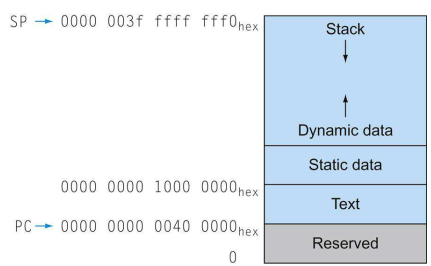 SP → 0000 003f ffff fff0hex
Stack
Dynamic data
Static data
0000 0000 1000 0000hex
Text
PC → 0000 0000 0040 0000hex
Reserved
0